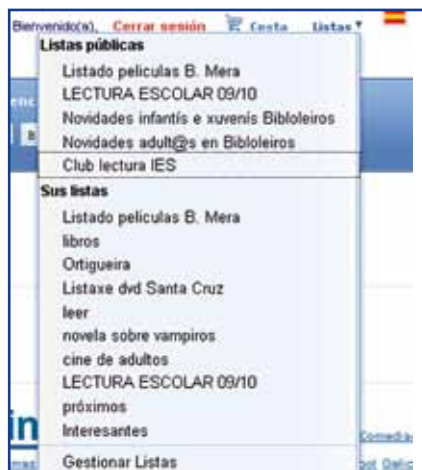 Bienvenido(a), Cerrar sesión Cesta Listas
Listas públicas
Listado peliculas B. Mera
LECTURA ESCOLAR 09/10
Novidades infantís e xuvenís Bibloleiros
Novidades adult@s en Bibloleiros
Club lectura IES
Sus listas
Listado peliculas B. Mera
libros
Ortigueira
Listaxe dvd Santa Cruz
leer
novela sobre vampiros
cine de adultos
LECTURA ESCOLAR 09/10
próximos
Interesantes
Gestionar Listas